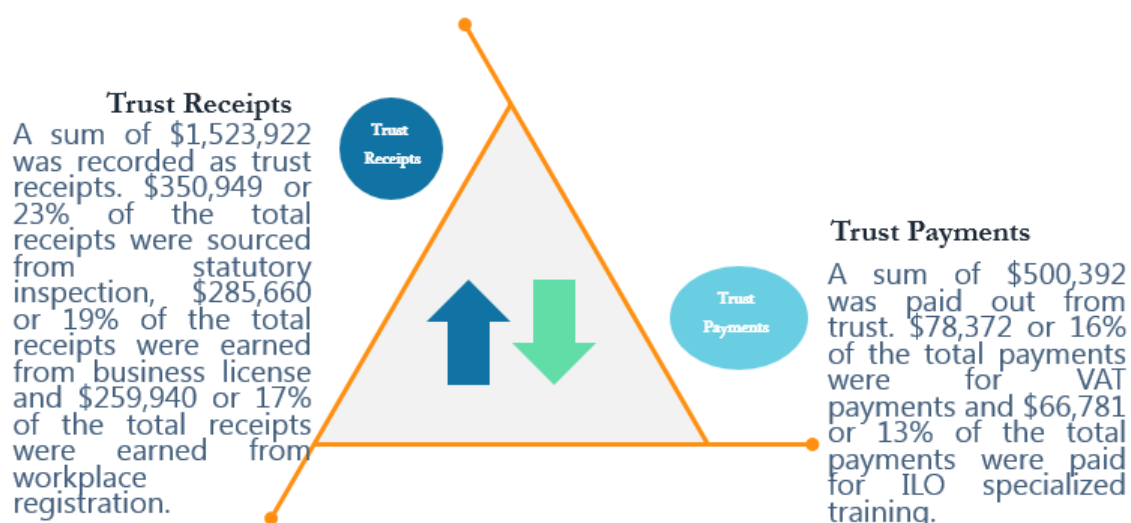 Trust Receipts
A sum of $1,523,922
was recorded as trust
receipts. $350,949 or
23% of the total
receipts were sourced
from statutory
inspection, $285,660
or 19% of the total
receipts were earned
from business license
and $259,940 or 17%
of the total receipts
were earned from
workplace
registration.
Trust
Receipts
Trust
Payments
Trust Payments
A sum of $500,392
was paid out from
trust. $78,372 or 16%
of the total payments
were for VAT
payments and $66,781
or 13% of the total
payments were paid
for ILO specialized
training.